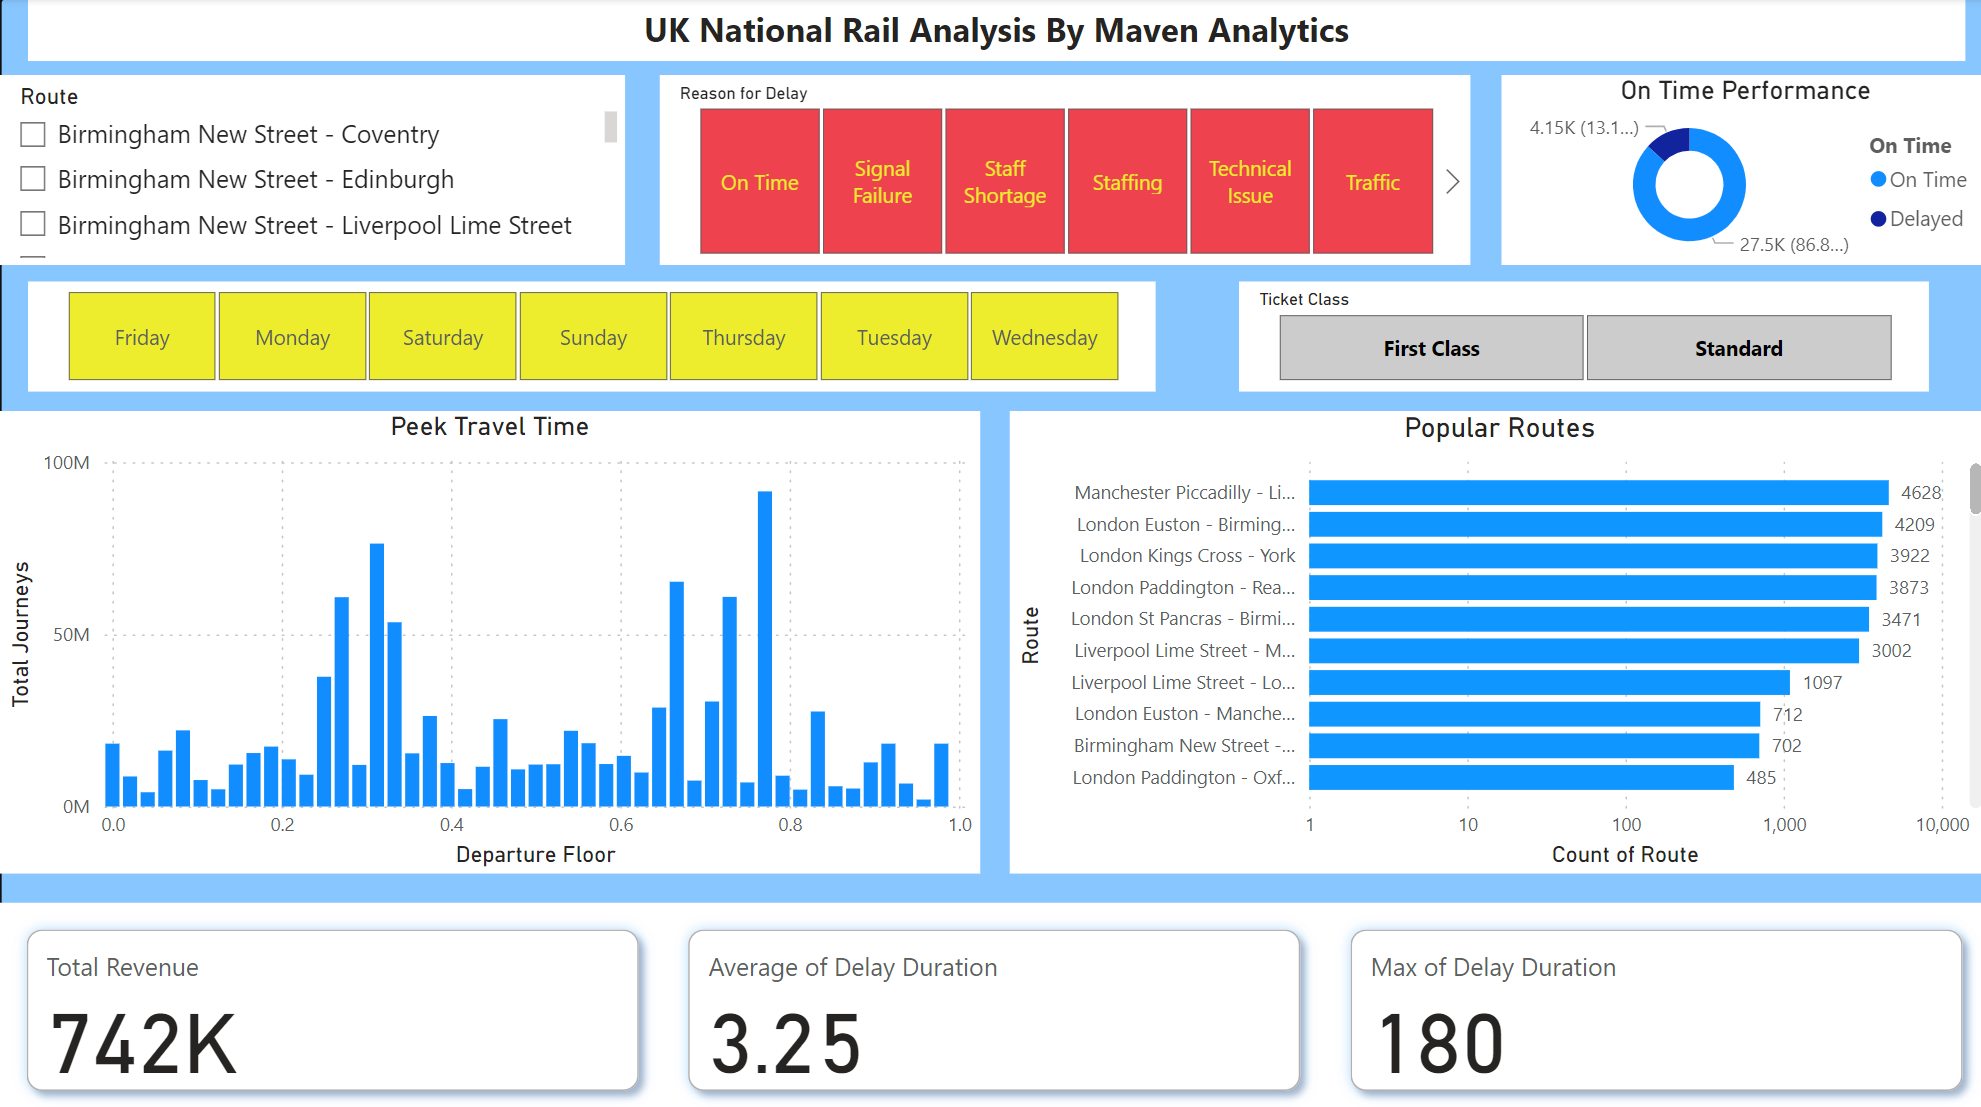 UK National Rail Analysis By Maven Analytics
Route
Birmingham New Street - Coventry
Birmingham New Street - Edinburgh
Birmingham New Street - Liverpool Lime Street
Reason for Delay
On Time
Signal
Failure
Staff
Shortage
Staffing
Technical
Issue
Traffic
On Time Performance
4.15K (13.1...)
27.5K (86.8...)
On Time
On Time
Delayed
Friday
Monday
Saturday
Sunday
Thursday
Tuesday
Wednesday
Ticket Class
First Class
Standard
Peek Travel Time
Total Journeys
100M
50M
0M
0.0
0.2
0.4
0.6
0.8
1.0
Departure Floor
Popular Routes
Route
Manchester Piccadilly - Li... 4628
London Euston - Birming... 4209
London Kings Cross - York 3922
London Paddington - Rea... 3873
London St Pancras - Birmi... 3471
Liverpool Lime Street - M... 3002
Liverpool Lime Street - Lo... 1097
London Euston - Manche... 712
Birmingham New Street -... 702
London Paddington - Oxf... 485
1
10
100
1,000
10,000
Count of Route
Total Revenue
742K
Average of Delay Duration
3.25
Max of Delay Duration
180